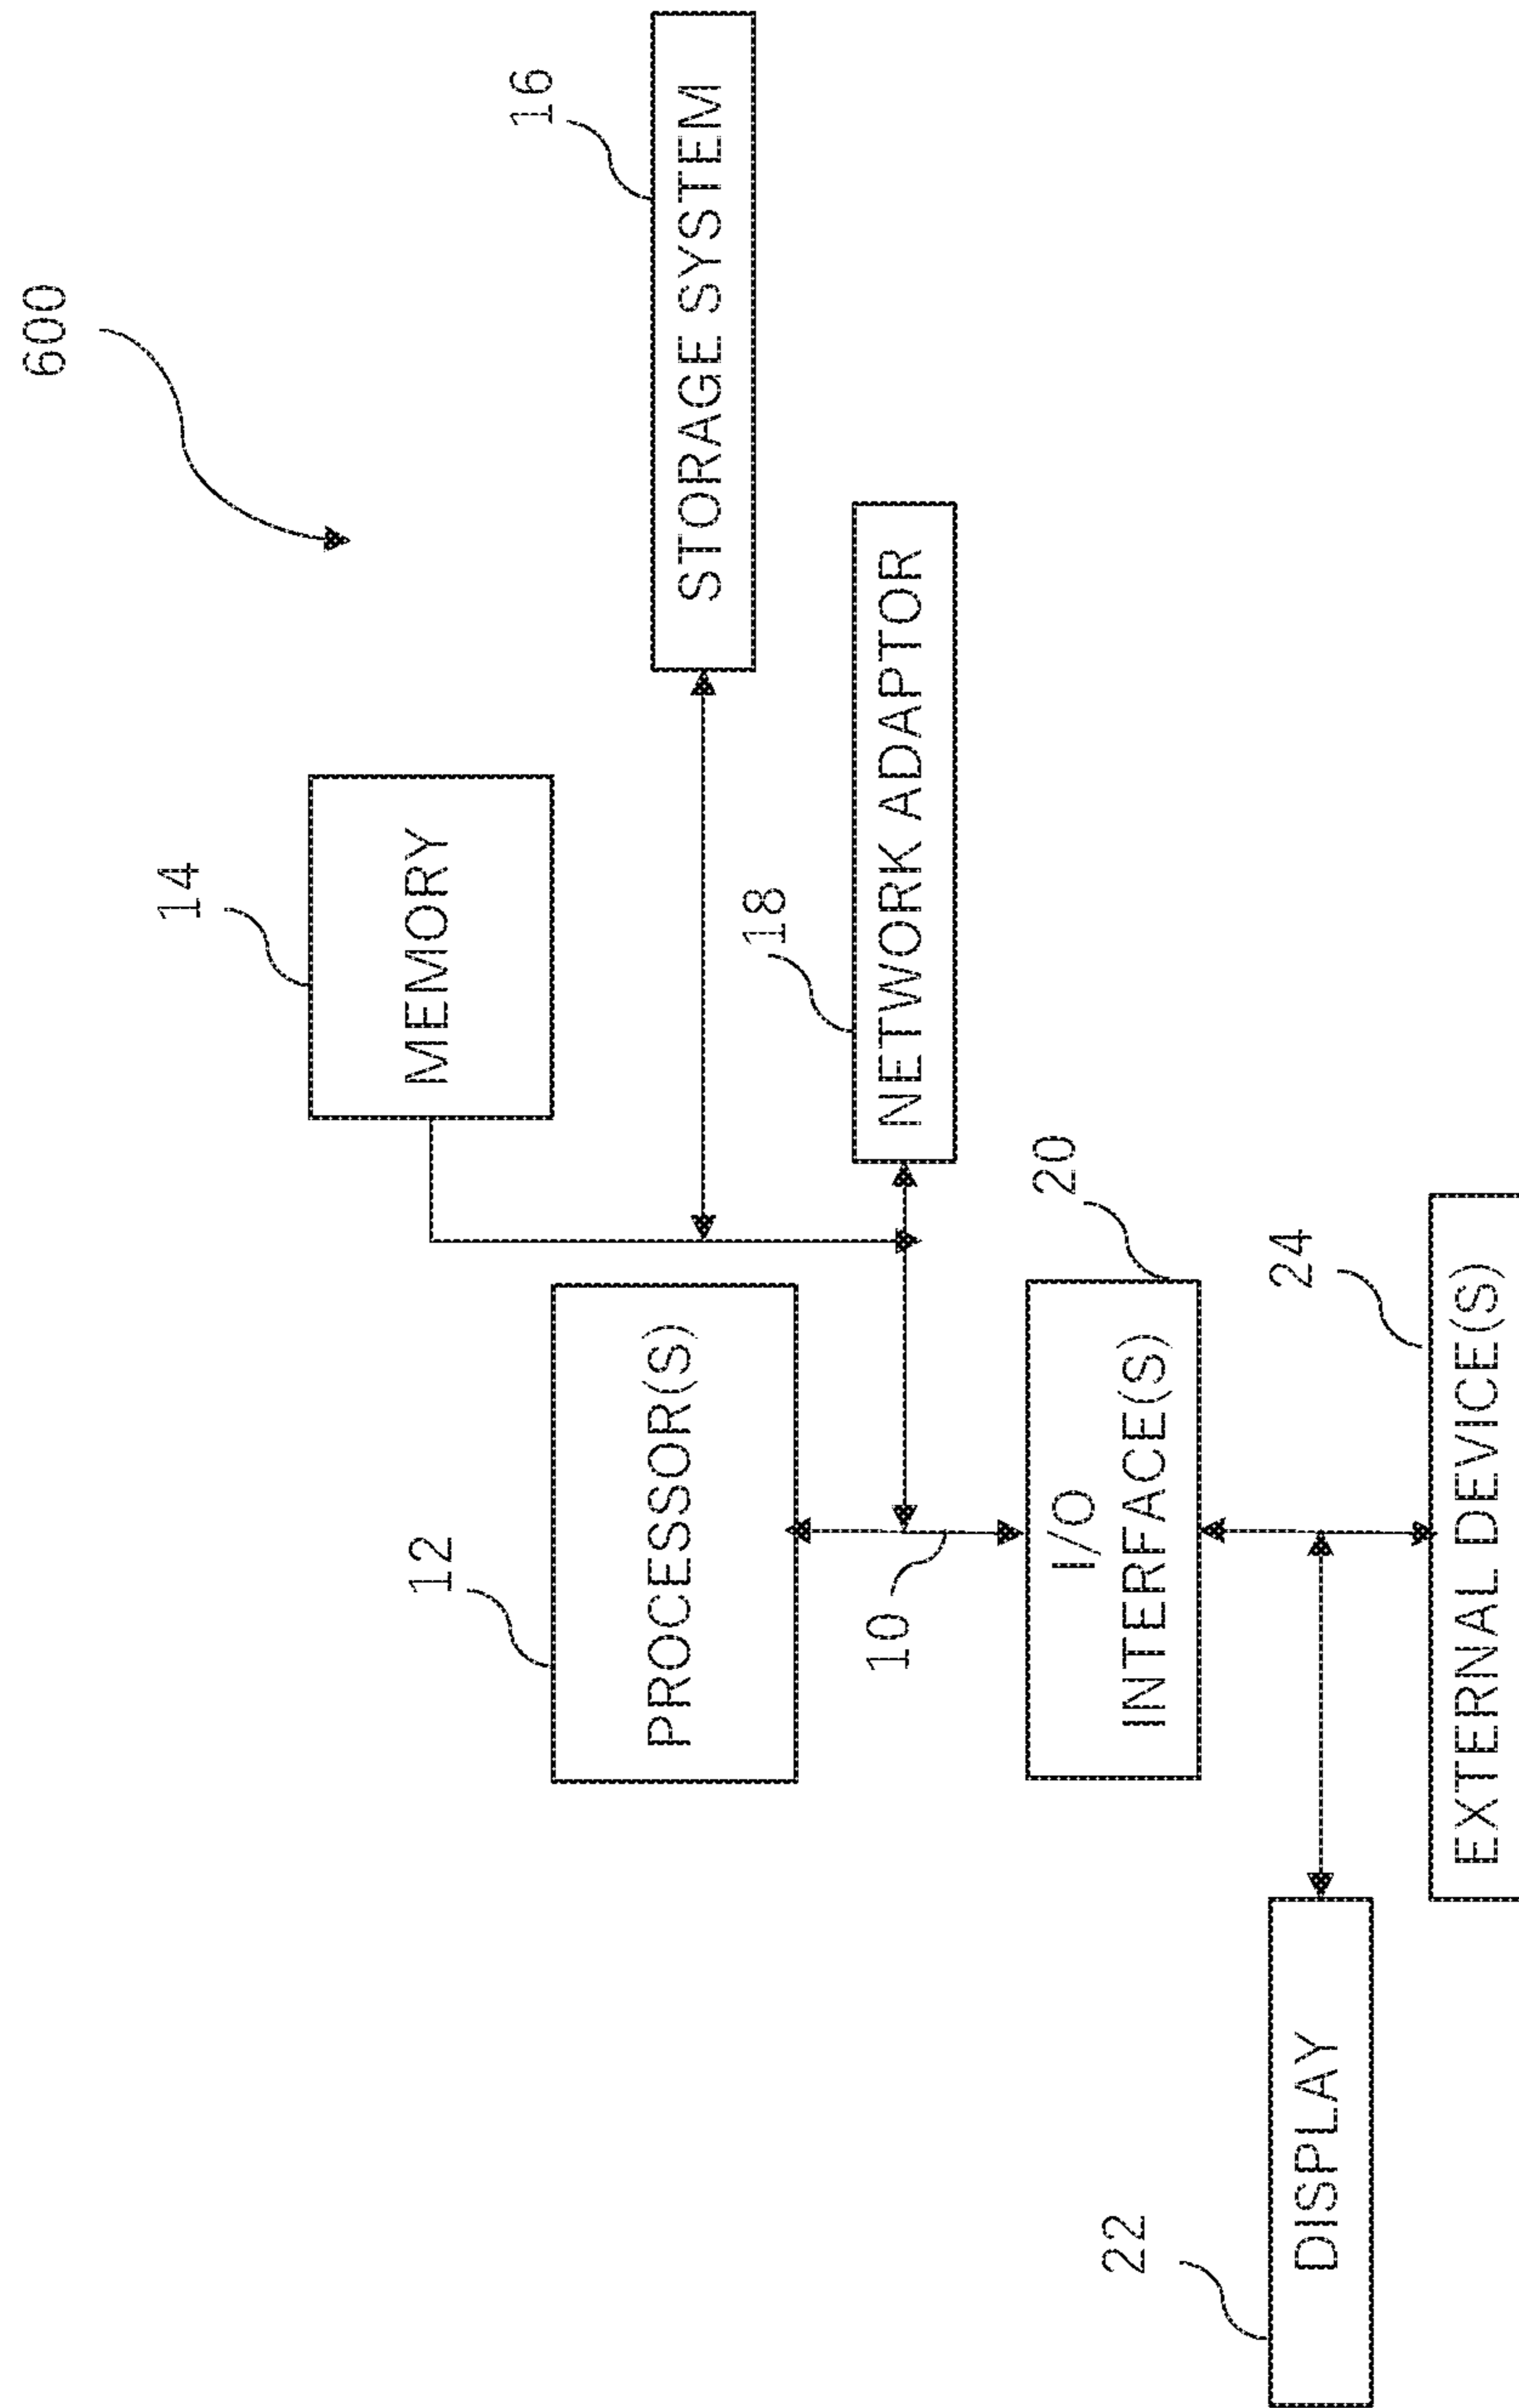 600
14
MEMORY
16
STORAGE SYSTEM
12
PROCESSOR(S)
18
NETWORK ADAPTOR
10
20
I/O
INTERFACE(S)
22
DISPLAY
24
EXTERNAL DEVICE(S)